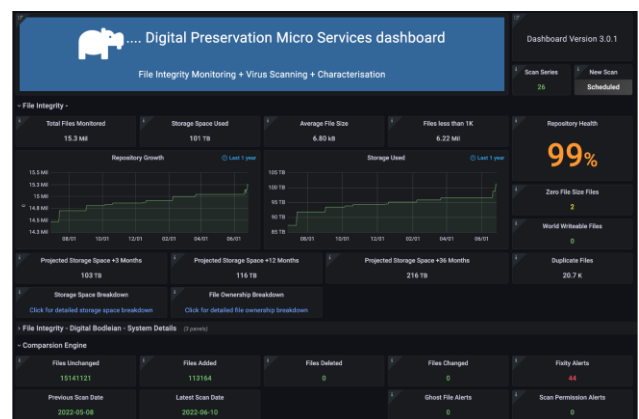 .... Digital Preservation Micro Services dashboard
File Integrity Monitoring + Virus Scanning + Characterisation
Dashboard Version 3.0.1
Scan Series
New Scan
26
Scheduled
~ File Integrity -
Total Files Monitored
Storage Space Used
Average File Size
Files less than 1K
Repository Health
15.3 Mil
101 TB
6.80 kB
6.22 Mil
99%
Repository Growth
Last 1 year
Storage Used
Last 1 year
15.5 Mil
15.3 Mil
15 Mil
14.8 Mil
14.5 Mil
14.3 Mil
08/01 10/01 12/01 02/01 04/01 06/01
105 TB
100 TB
95 TB
90 TB
85 TB
08/01 10/01 12/01 02/01 04/01 06/01
Zero File Size Files
2
World Writeable Files
0
Projected Storage Space +3 Months
Projected Storage Space +12 Months
Projected Storage Space +36 Months
Duplicate Files
103 TB
116 TB
216 TB
20.7 K
Storage Space Breakdown
File Ownership Breakdown
Click for detailed storage space breakdown
Click for detailed file ownership breakdown
› File Integrity - Digital Bodleian - System Details (3 panels)
~ Comparsion Engine
Files Unchanged
Files Added
Files Deleted
Files Changed
Fixity Alerts
15141121
113164
0
0
44
Previous Scan Date
Latest Scan Date
Ghost File Alerts
Scan Permission Alerts
2022-05-08
2022-06-10
0
0